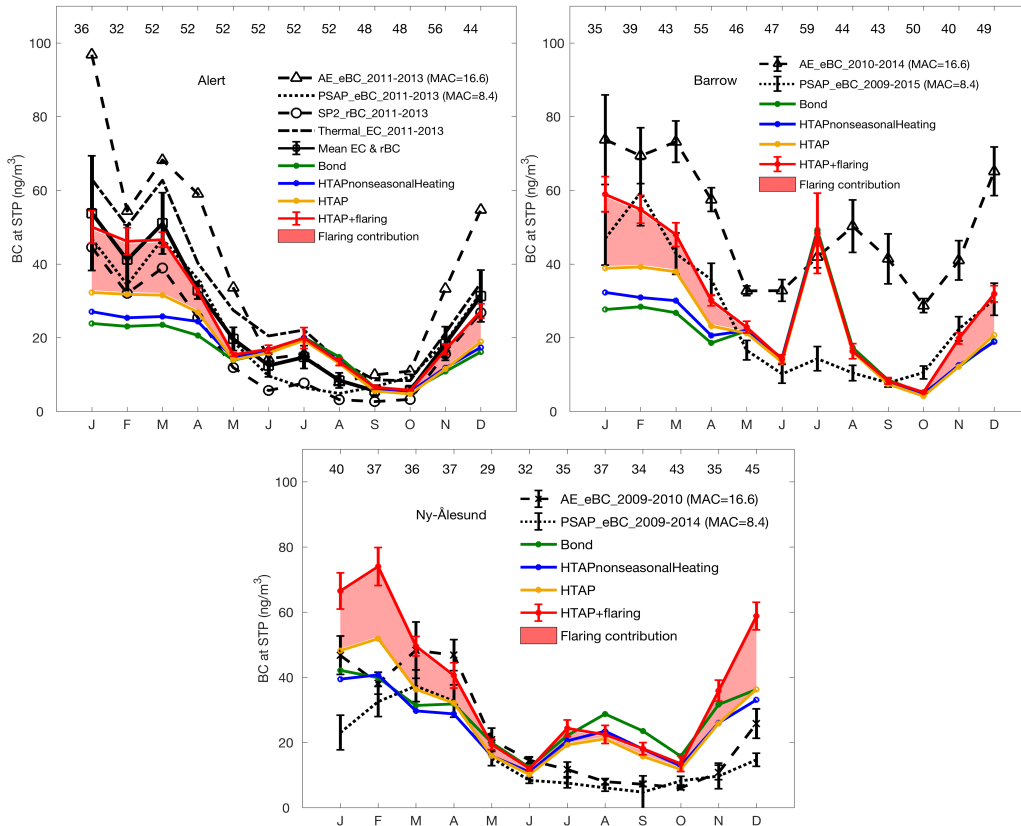 36 32 52 52 52 52 52 52 48 48 56 44
Alert
AE_eBC_2011-2013 (MAC=16.6)
PSAP_eBC_2011-2013 (MAC=8.4)
SP2_rBC_2011-2013
Thermal_EC_2011-2013
Mean EC & rBC
Bond
HTAPnonseasonalHeating
HTAP
HTAP+flaring
Flaring contribution
BC at STP (ng/m³)
100
80
60
40
20
0
J F M A M J J A S O N D
35 39 43 44 46 47 59 44 43 50 40 49
Barrow
AE_eBC_2010-2014 (MAC=16.6)
PSAP_eBC_2009-2015 (MAC=8.4)
Bond
HTAPnonseasonalHeating
HTAP
HTAP+flaring
Flaring contribution
BC at STP (ng/m³)
100
80
60
40
20
0
J F M A M J J A S O N D
40 37 36 37 29 32 35 37 34 43 35 45
Ny-Ålesund
AE_eBC_2009-2010 (MAC=16.6)
PSAP_eBC_2009-2014 (MAC=8.4)
Bond
HTAPnonseasonalHeating
HTAP
HTAP+flaring
Flaring contribution
BC at STP (ng/m³)
100
80
60
40
20
0
J F M A M J J A S O N D